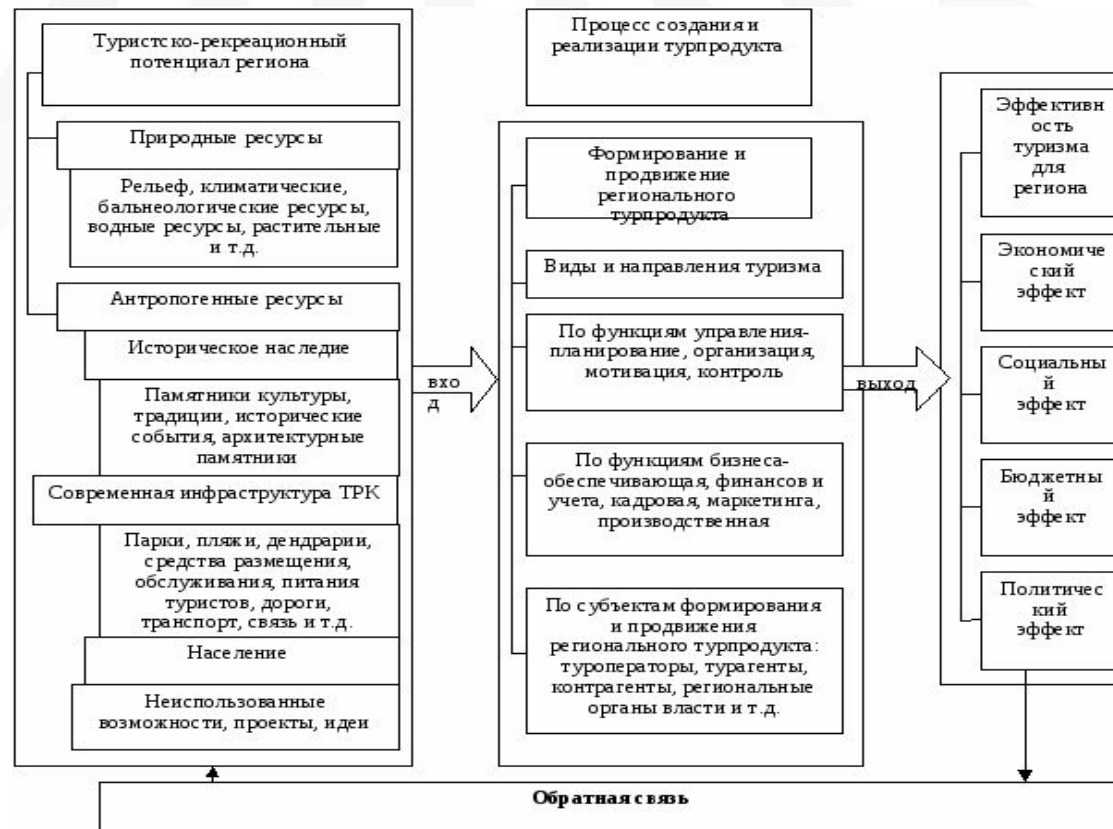 Туристско-рекреационный
потенциал региона
Природные ресурсы
Рельеф, климатические,
бальнеологические ресурсы,
водные ресурсы, растительные
и т.д.
Антропогенные ресурсы
Историческое наследие
Памятники культуры,
традиции, исторические
события, архитектурные
памятники
Современная инфраструктура ТРК
Парки, пляжи, дендрарии,
средства размещения,
обслуживания, питания
туристов, дороги,
транспорт, связь и т.д.
Население
Неиспользованные
возможности, проекты, идеи
вхо
д
Процесс создания и
реализации турпродукта
Формирование и
продвижение
регионального
турпродукта
Виды и направления туризма
По функциям управления-
планирование, организация,
мотивация, контроль
По функциям бизнеса-
обеспечивающая, финансов и
учета, кадровая, маркетинга,
производственная
По субъектам формирования
и продвижения
регионального турпродукта:
туроператоры, турагенты,
контрагенты, региональные
органы власти и т.д.
выход
Эффективн
ость
туризма
для
региона
Экономиче
ский
эффект
Социальны
й
эффект
Бюджетны
й
эффект
Политичес
кий
эффект
Обратная связь